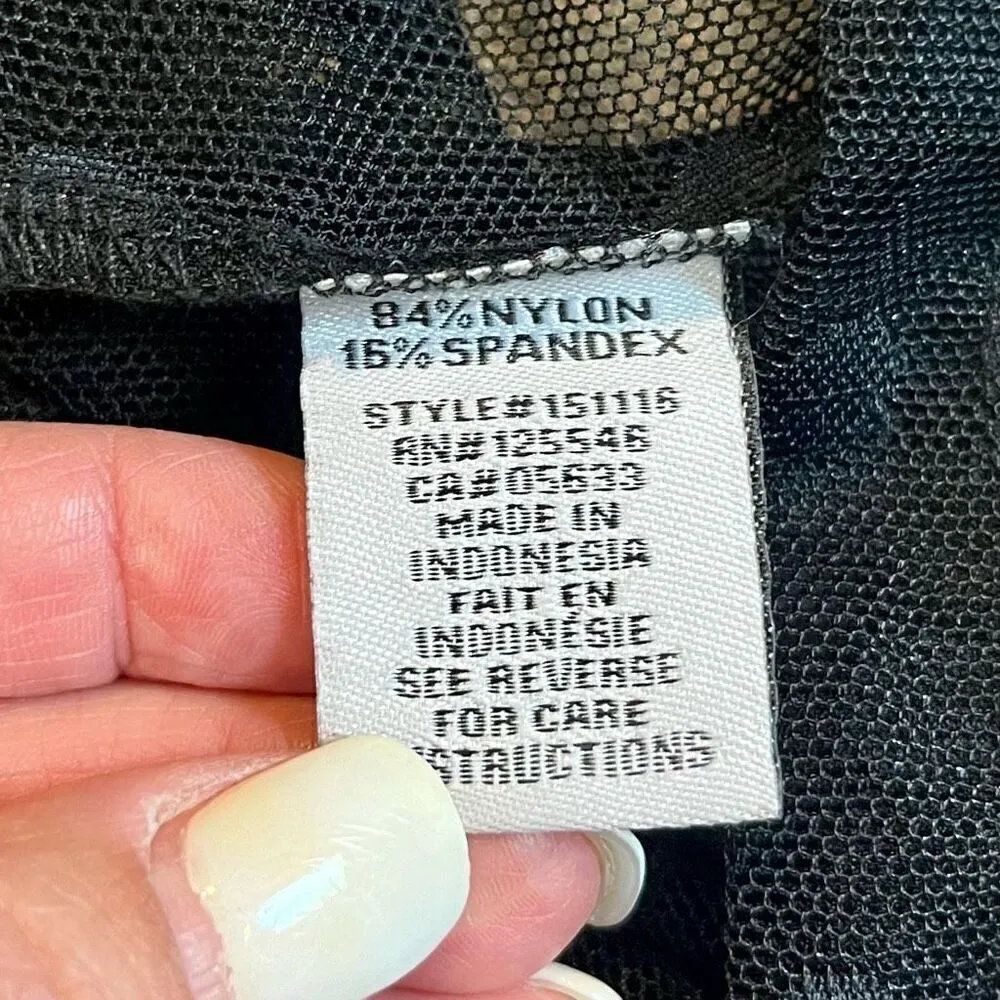 84% NYLON
16% SPANDEX
STYLE#151116
RN#125546
CA#05633
MADE IN
INDONESIA
FAIT EN
INDONÉSIE
SEE REVERSE
FOR CARE
STRUCTIONS